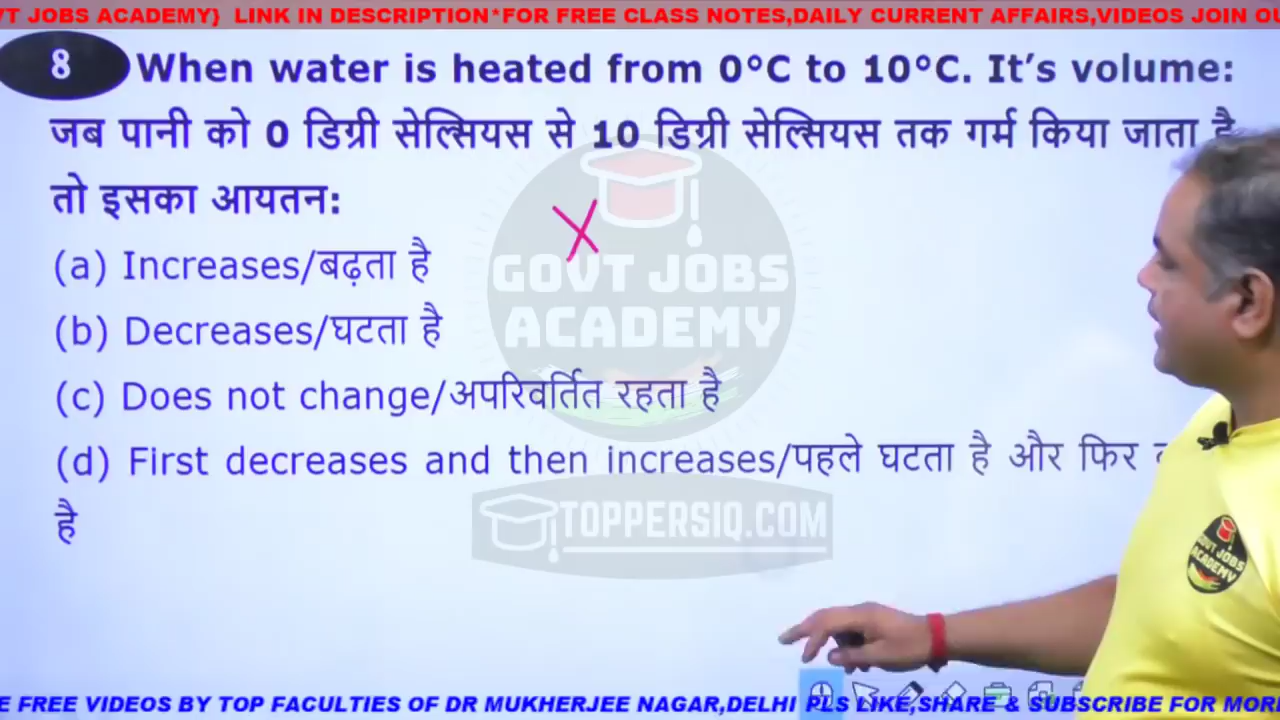 VT JOBS ACADEMY} LINK IN DESCRIPTION*FOR FREE CLASS NOTES,DAILY CURRENT AFFAIRS,VIDEOS JOIN
8 When water is heated from 0°C to 10°C. It’s volume:
जब पानी को 0 डिग्री सेल्सियस से 10 डिग्री सेल्सियस तक गर्म किया जाता है
तो इसका आयतन:
(a) Increases/बढ़ता है
(b) Decreases/घटता है
(c) Does not change/अपरिवर्तित रहता है
(d) First decreases and then increases/पहले घटता है और फिर
है
GOVT JOBS
ACADEMY
TOPPERSIQ.COM
GOVT JOBS
ACADEMY
E FREE VIDEOS BY TOP FACULTIES OF DR MUKHERJEE NAGAR,DELHI PLS LIKE,SHARE & SUBSCRIBE FOR MOR